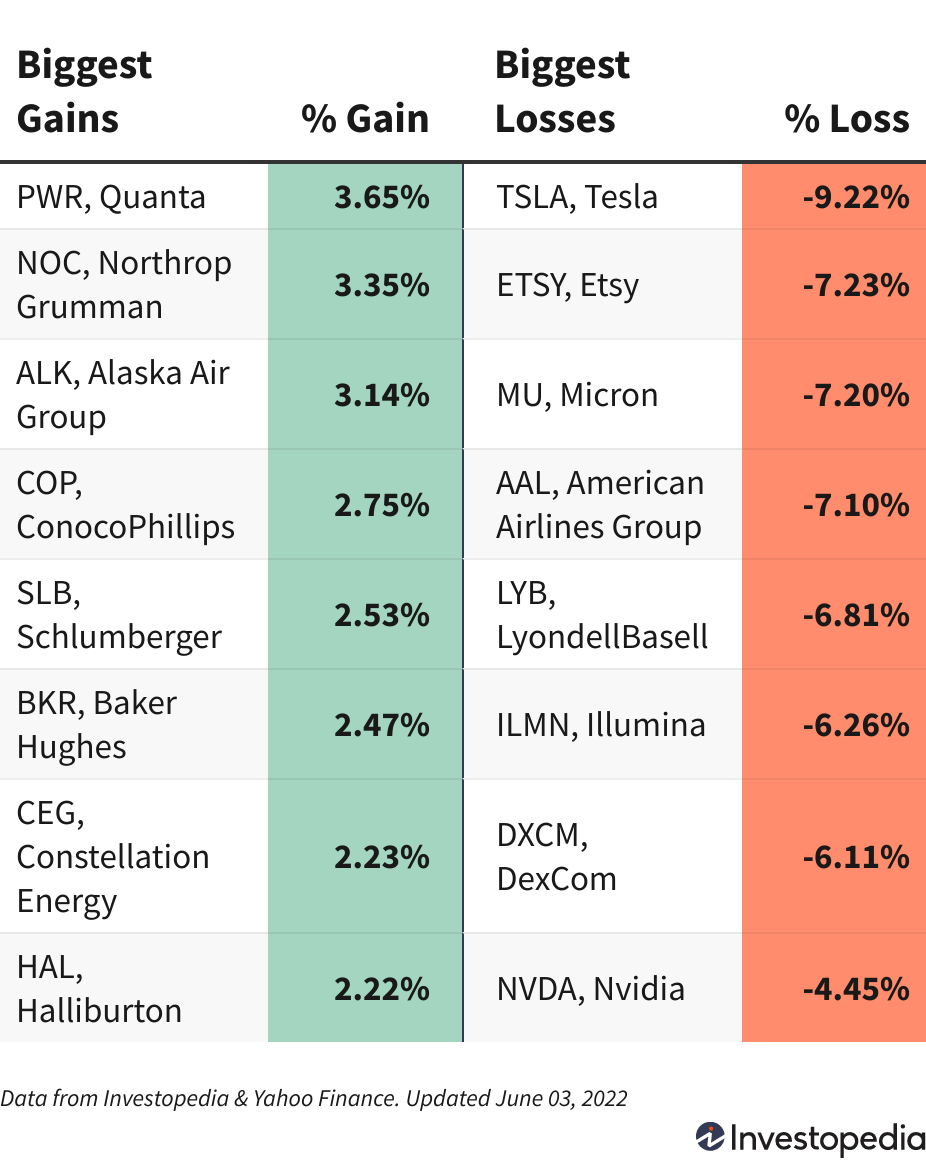 Biggest
Gains
% Gain
Biggest
Losses
% Loss
PWR, Quanta
3.65%
TSLA, Tesla
-9.22%
NOC, Northrop
Grumman
3.35%
ETSY, Etsy
-7.23%
ALK, Alaska Air
Group
3.14%
MU, Micron
-7.20%
COP,
ConocoPhillips
2.75%
AAL, American
Airlines Group
-7.10%
SLB,
Schlumberger
2.53%
LYB,
LyondellBasell
-6.81%
BKR, Baker
Hughes
2.47%
ILMN, Illumina
-6.26%
CEG,
Constellation
Energy
2.23%
DXCM,
DexCom
-6.11%
HAL,
Halliburton
2.22%
NVDA, Nvidia
-4.45%
Data from Investopedia & Yahoo Finance. Updated June 03, 2022
Investopedia